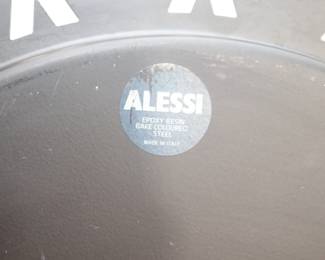 ALESSI
EPOXY RESIN
BAKE COLOURED
STEEL
MADE IN ITALY